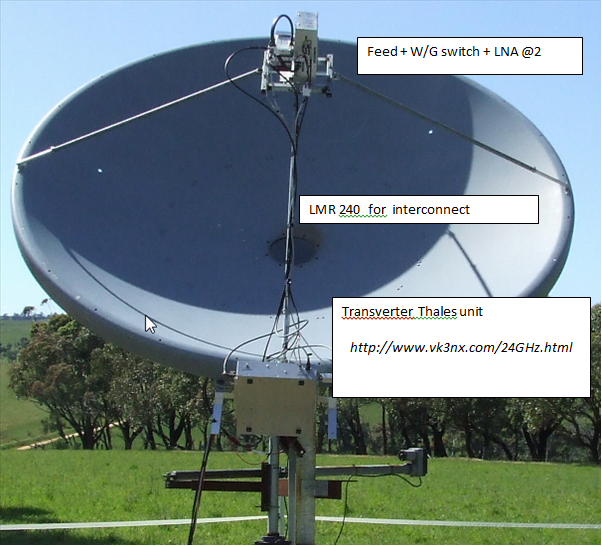 Feed + W/G switch + LNA @2
LMR 240 for interconnect
Transverter Thales unit
http://www.vk3nx.com/24GHz.html